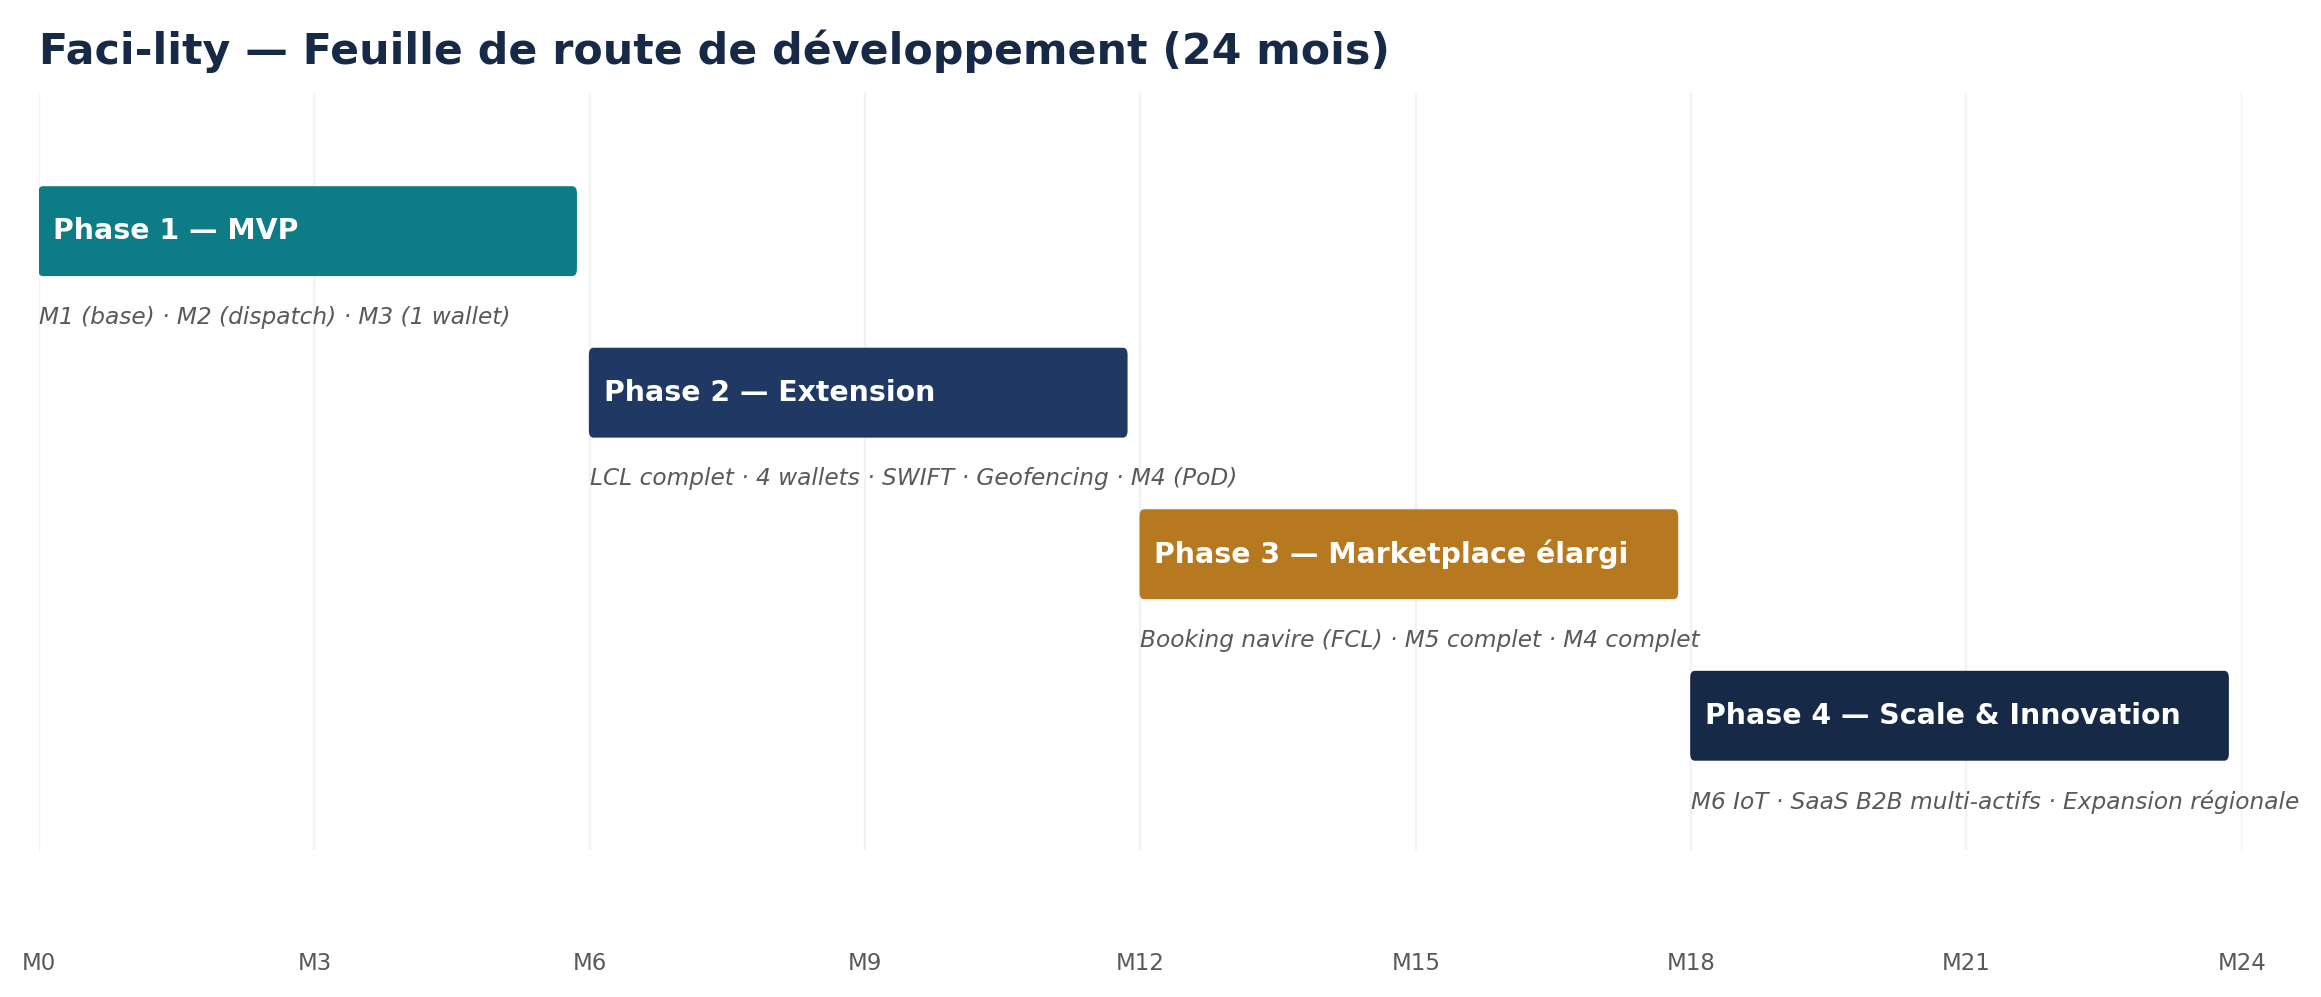 Faci-lity — Feuille de route de développement (24 mois)
Phase 1 — MVP
M1 (base) · M2 (dispatch) · M3 (1 wallet)
Phase 2 — Extension
LCL complet · 4 wallets · SWIFT · Geofencing · M4 (PoD)
Phase 3 — Marketplace élargi
Booking navire (FCL) · M5 complet · M4 complet
Phase 4 — Scale & Innovation
M6 IoT · SaaS B2B multi-actifs · Expansion régionale
M0 M3 M6 M9 M12 M15 M18 M21 M24